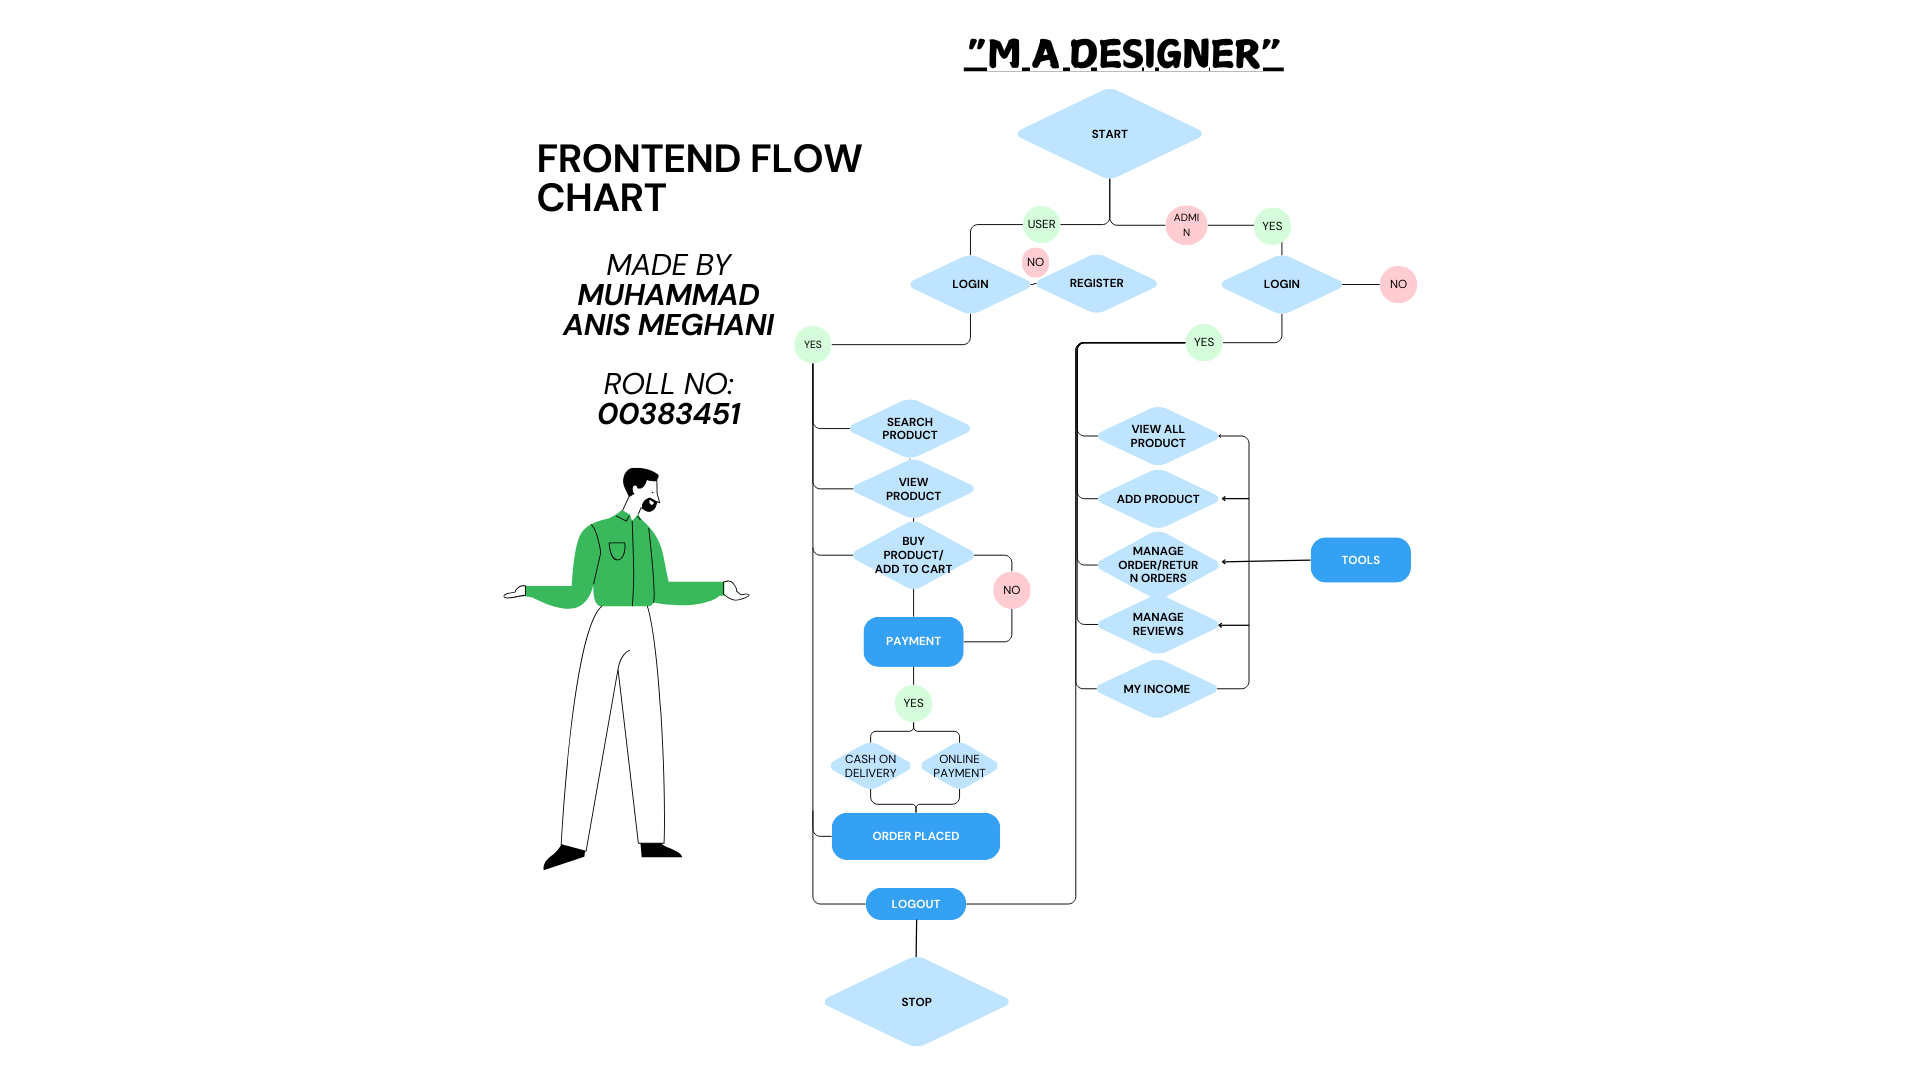 "M A DESIGNER"
START
FRONTEND FLOW
CHART
USER
ADMI
N
YES
MADE BY
MUHAMMAD
ANIS MEGHANI
NO
LOGIN
REGISTER
LOGIN
NO
YES
YES
ROLL NO:
00383451
SEARCH
PRODUCT
VIEW ALL
PRODUCT
VIEW
PRODUCT
ADD PRODUCT
BUY
PRODUCT/
ADD TO CART
MANAGE
ORDER/RETUR
N ORDERS
TOOLS
NO
PAYMENT
MANAGE
REVIEWS
MY INCOME
YES
CASH ON
DELIVERY
ONLINE
PAYMENT
ORDER PLACED
LOGOUT
STOP